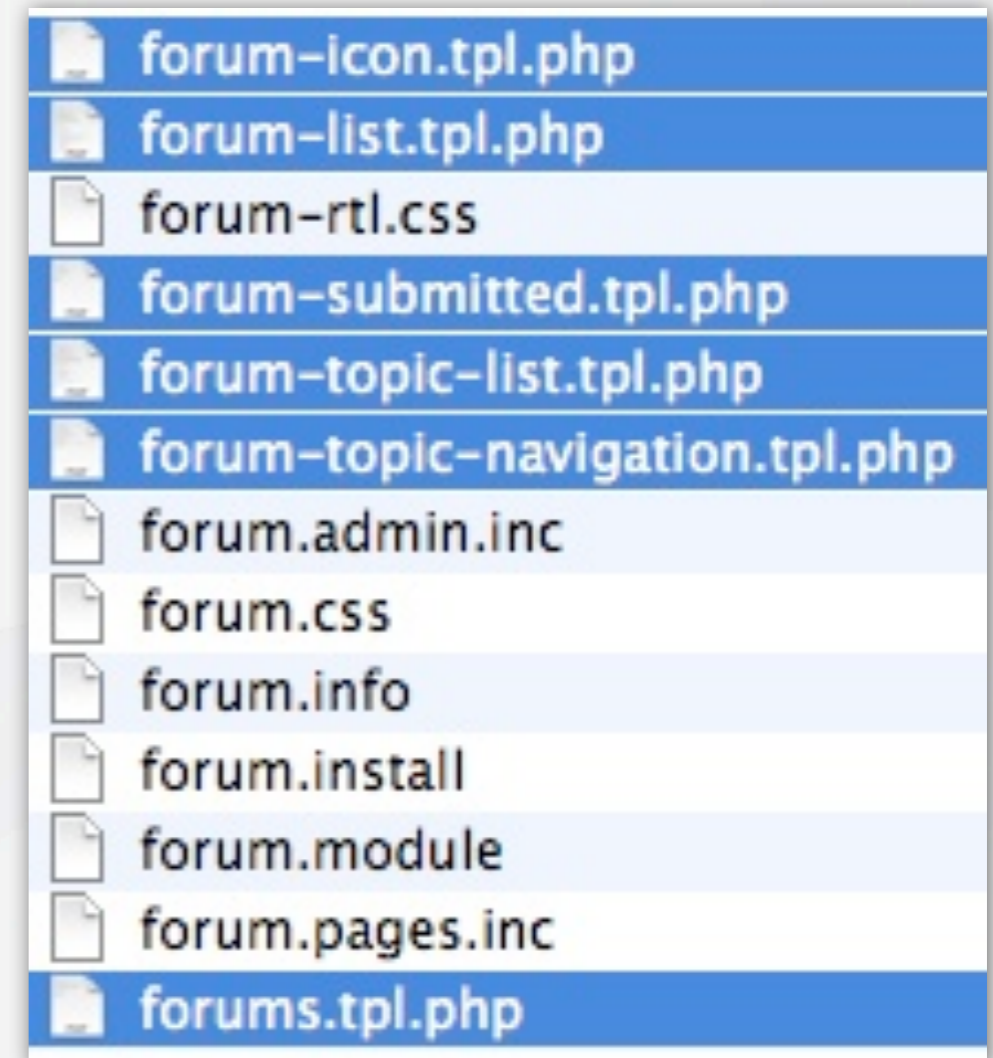 forum-icon.tpl.php
forum-list.tpl.php
forum-rtl.css
forum-submitted.tpl.php
forum-topic-list.tpl.php
forum-topic-navigation.tpl.php
forum.admin.inc
forum.css
forum.info
forum.install
forum.module
forum.pages.inc
forums.tpl.php